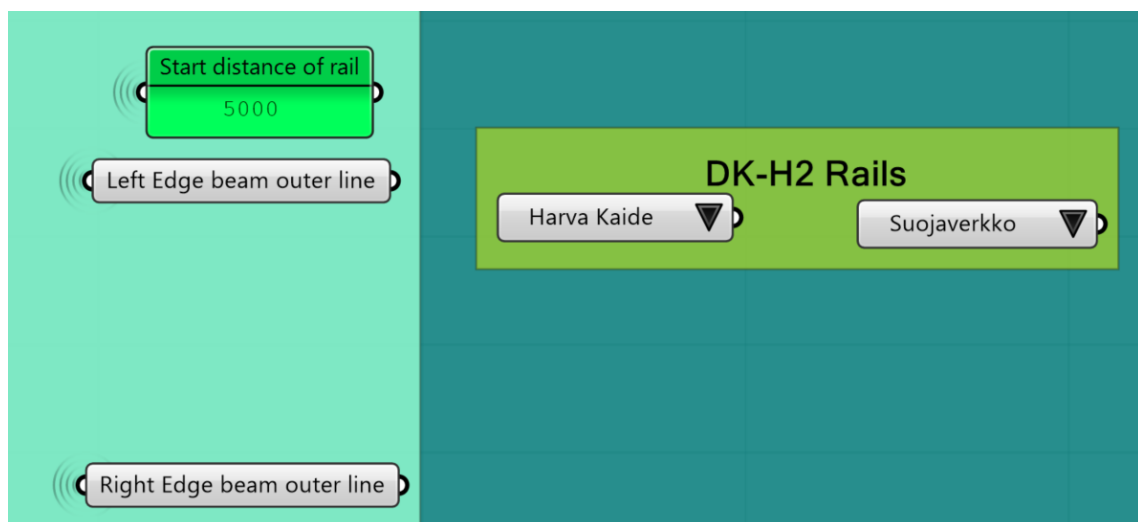 Start distance of rail
5000
Left Edge beam outer line
DK-H2 Rails
Harva Kaide
Suojaverkko
Right Edge beam outer line